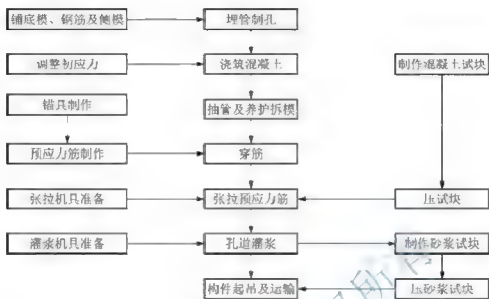 铺底模、钢筋及侧模
埋管制孔
调整初应力
浇筑混凝土
制作混凝土试块
锚具制作
抽管及养护拆模
预应力筋制作
穿筋
张拉机具准备
张拉预应力筋
压试块
灌浆机具准备
孔道灌浆
制作砂浆试块
构件起吊及运输
压砂浆试块